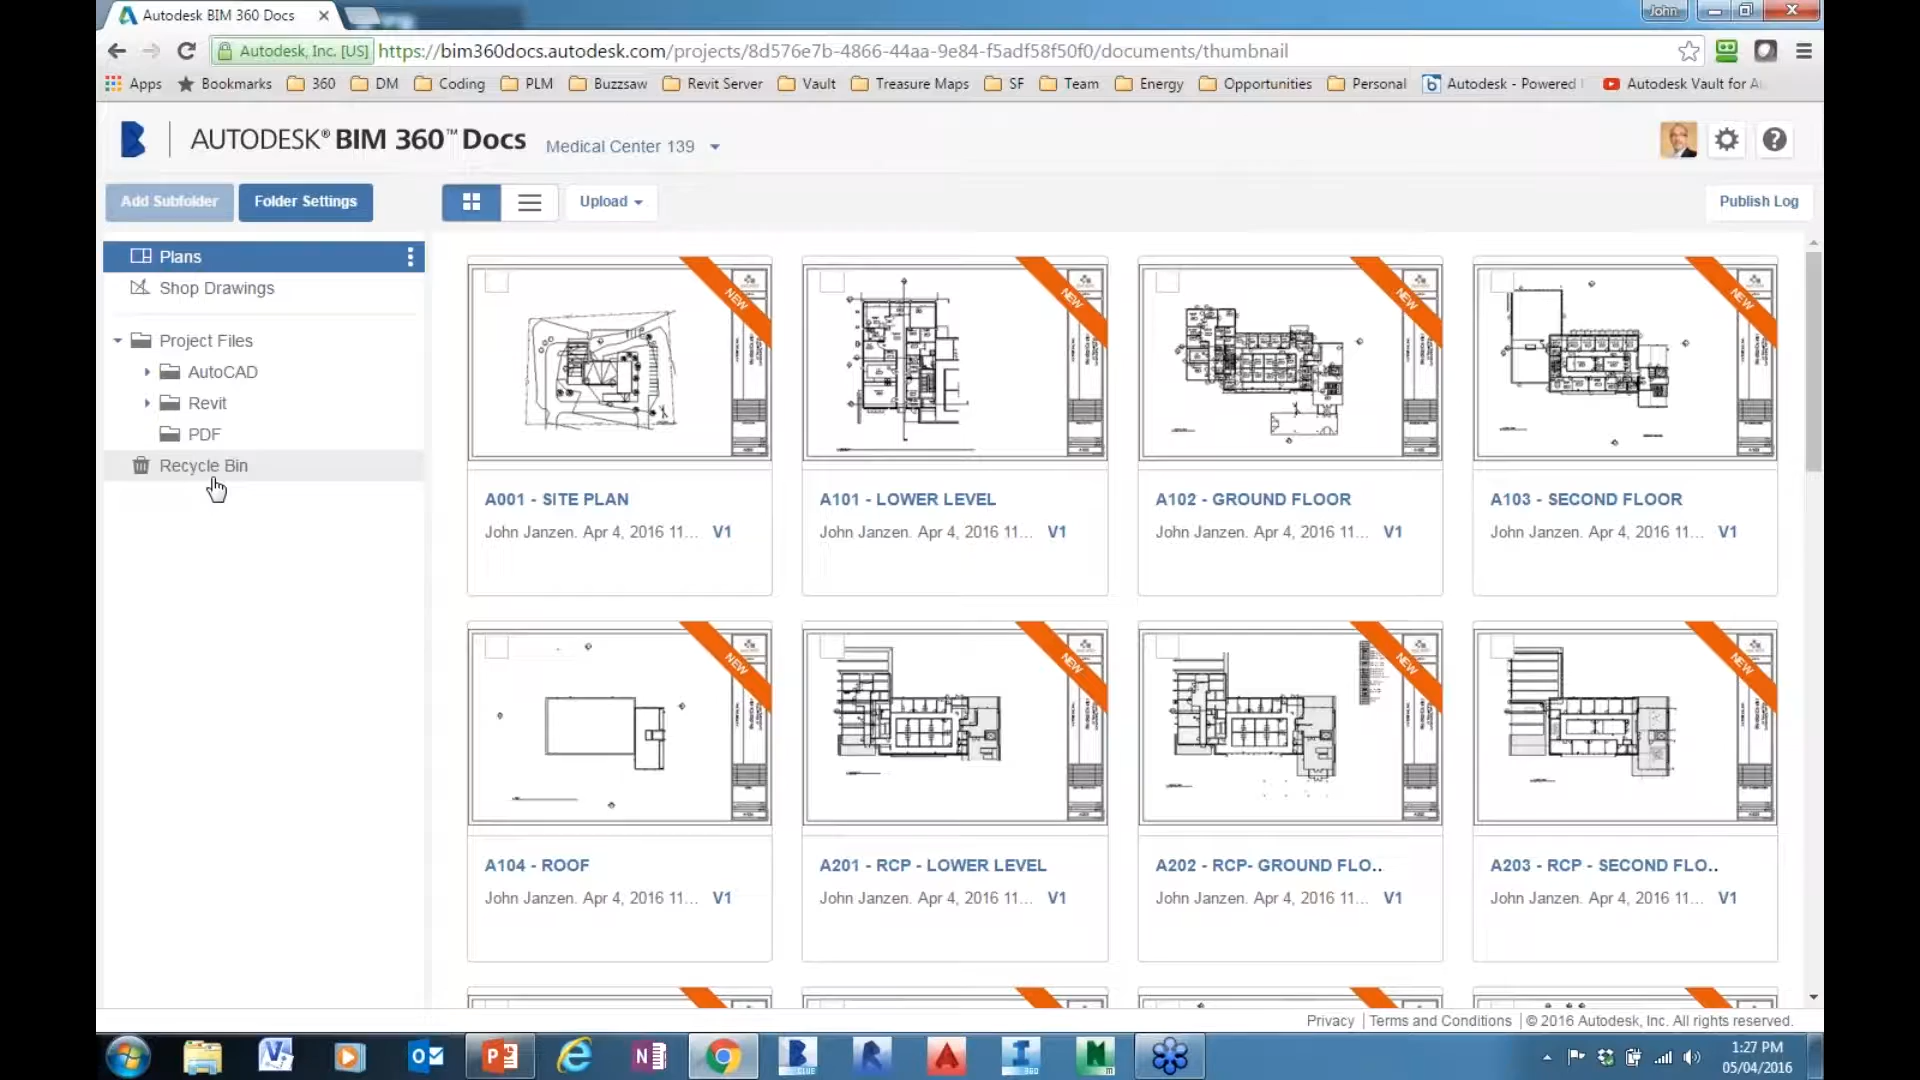 Autodesk BIM 360 Docs
John
Autodesk, Inc. [US] https://bim360docs.autodesk.com/projects/8d576e7b-4866-44aa-9e84-f5adf58f50f0/documents/thumbnail
Apps Bookmarks 360 DM Coding PLM Buzzsaw Revit Server Vault Treasure Maps SF Team Energy Opportunities Personal Autodesk - Powered Autodesk Vault for A
AUTODESK® BIM 360™ Docs Medical Center 139
Add Subfolder Folder Settings Upload Publish Log
Plans
Shop Drawings
Project Files
AutoCAD
Revit
PDF
Recycle Bin
NEW NEW NEW NEW
A001 - SITE PLAN A101 - LOWER LEVEL A102 - GROUND FLOOR A103 - SECOND FLOOR
John Janzen. Apr 4, 2016 11... V1 John Janzen. Apr 4, 2016 11... V1 John Janzen. Apr 4, 2016 11... V1 John Janzen. Apr 4, 2016 11... V1
NEW NEW NEW NEW
A104 - ROOF A201 - RCP - LOWER LEVEL A202 - RCP- GROUND FLO.. A203 - RCP - SECOND FLO..
John Janzen. Apr 4, 2016 11... V1 John Janzen. Apr 4, 2016 11... V1 John Janzen. Apr 4, 2016 11... V1 John Janzen. Apr 4, 2016 11... V1
Privacy | Terms and Conditions | © 2016 Autodesk, Inc. All rights reserved.
1:27 PM
05/04/2016